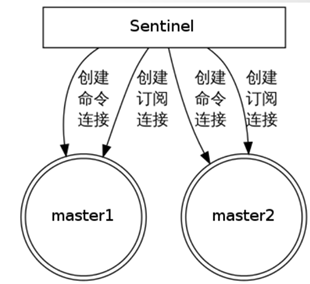 Sentinel
创建 创建 创建 创建
命令 订阅 命令 订阅
连接 连接 连接 连接
master1 master2